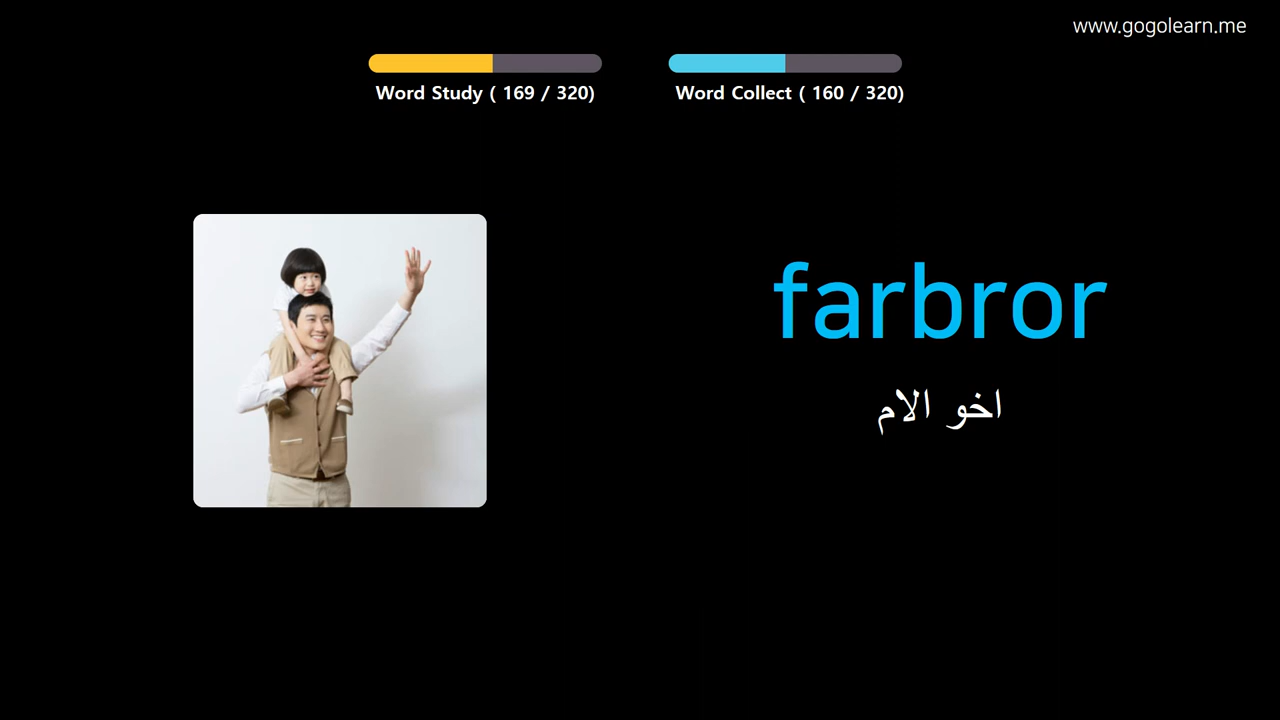 www.gogolearn.me
Word Study ( 169 / 320)
Word Collect ( 160 / 320)
farbror
اخو الام